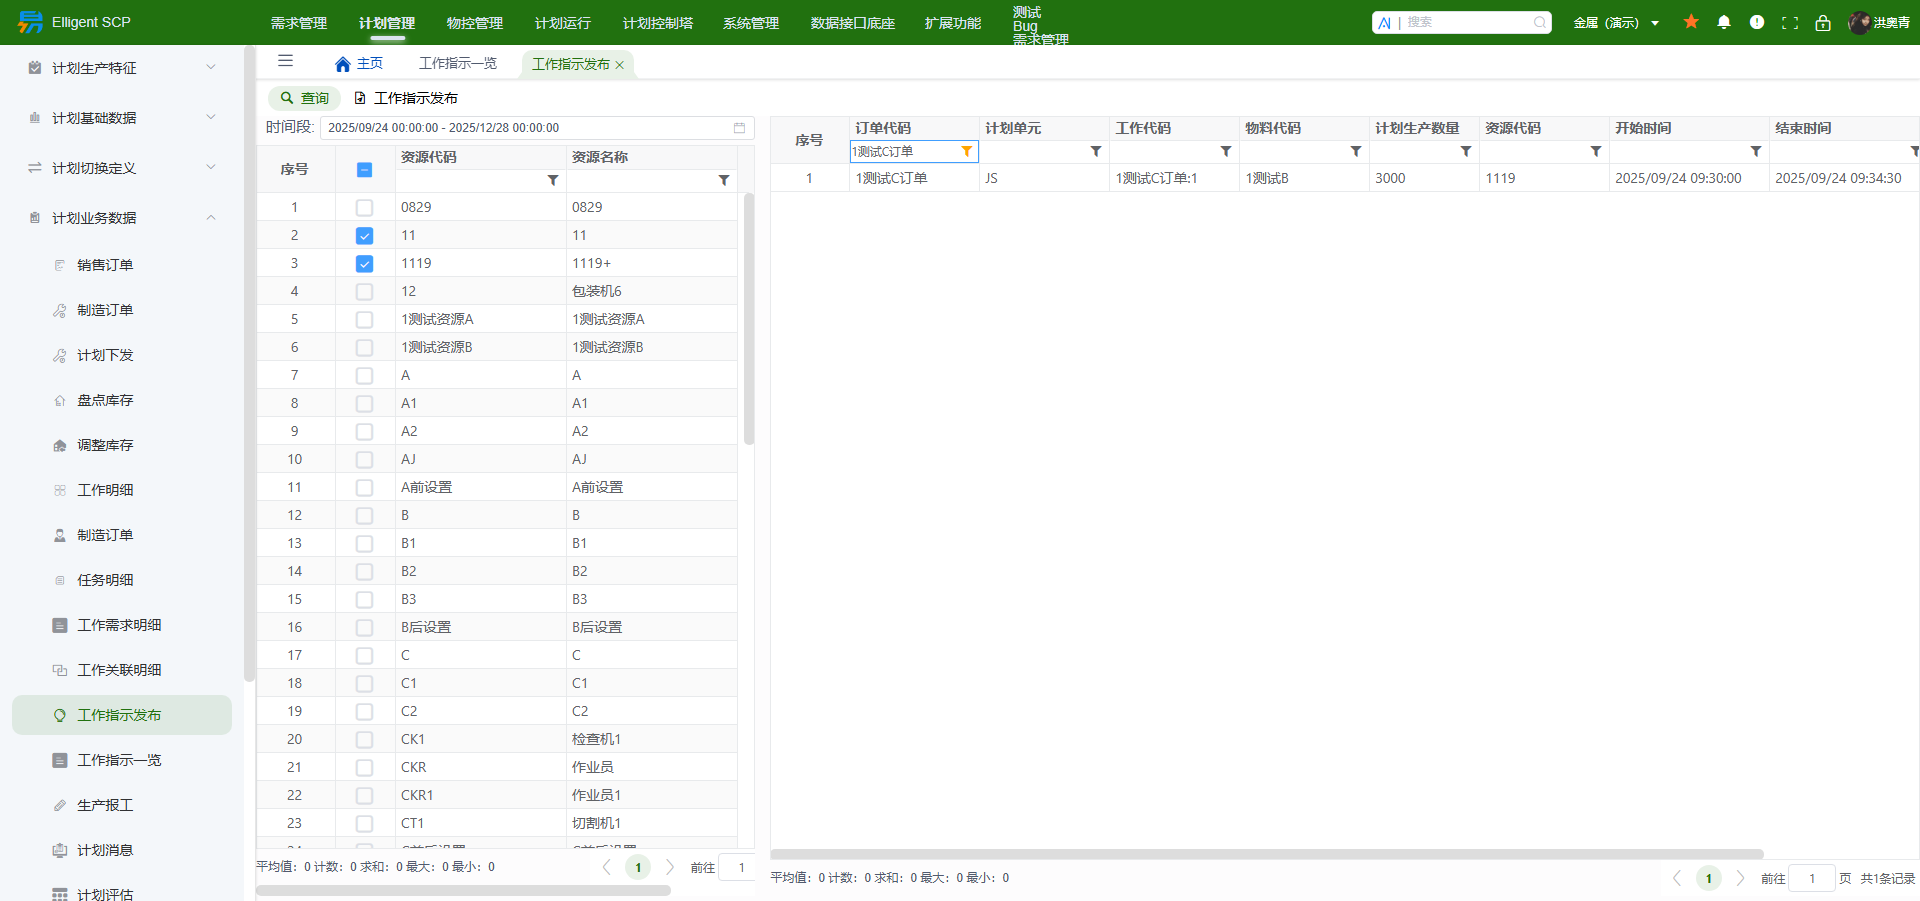 Elligent SCP
需求管理 计划管理 物控管理 计划运行 计划控制塔 系统管理 数据接口底座 扩展功能 测试
Bug
需求管理
搜索
金属（演示）
洪奥青
计划生产特征
计划基础数据
计划切换定义
计划业务数据
销售订单
制造订单
计划下发
盘点库存
调整库存
工作明细
制造订单
任务明细
工作需求明细
工作关联明细
工作指示发布
工作指示一览
生产报工
计划消息
计划评估
主页 工作指示一览 工作指示发布
查询 工作指示发布
时间段: 2025/09/24 00:00:00 - 2025/12/28 00:00:00
序号 资源代码 资源名称
1 0829 0829
2 11 11
3 1119 1119+
4 12 包装机6
5 1测试资源A 1测试资源A
6 1测试资源B 1测试资源B
7 A A
8 A1 A1
9 A2 A2
10 AJ AJ
11 A前设置 A前设置
12 B B
13 B1 B1
14 B2 B2
15 B3 B3
16 B后设置 B后设置
17 C C
18 C1 C1
19 C2 C2
20 CK1 检查机1
21 CKR 作业员
22 CKR1 作业员1
23 CT1 切割机1
平均值：0 计数：0 求和：0 最大：0 最小：0
1 前往 1
序号 订单代码 计划单元 工作代码 物料代码 计划生产数量 资源代码 开始时间 结束时间
1测试C订单
1 1测试C订单 JS 1测试C订单:1 1测试B 3000 1119 2025/09/24 09:30:00 2025/09/24 09:34:30
平均值：0 计数：0 求和：0 最大：0 最小：0
1 前往 1 页 共1条记录